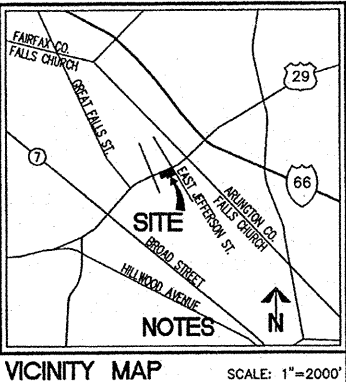 FAIRFAX CO.
FALLS CHURCH
GREAT FALLS ST.
29
7
66
EAST JEFFERSON ST.
ARLINGTON CO.
FALLS CHURCH
SITE
BROAD STREET
HILLWOOD AVENUE
NOTES
N
VICINITY MAP
SCALE: 1"=2000'